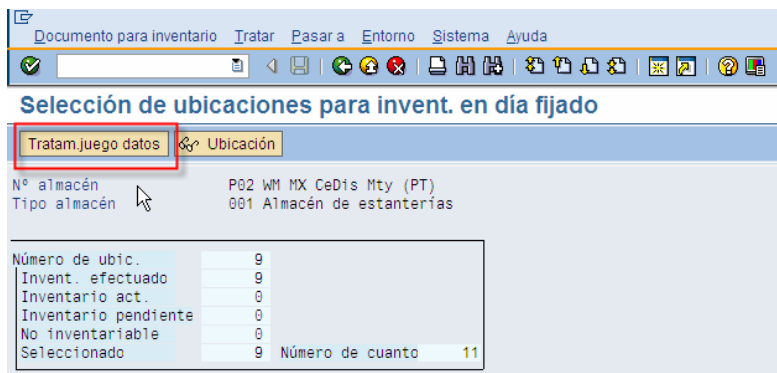 Documento para inventario Tratar Pasar a Entorno Sistema Ayuda
Selección de ubicaciones para invent. en día fijado
Tratam.juego datos Ubicación
Nº almacén P02 WM MX CeDis Mty (PT)
Tipo almacén 001 Almacén de estanterías
Número de ubic. 9
Invent. efectuado 9
Inventario act. 0
Inventario pendiente 0
No inventariable 0
Seleccionado 9 Número de cuanto 11